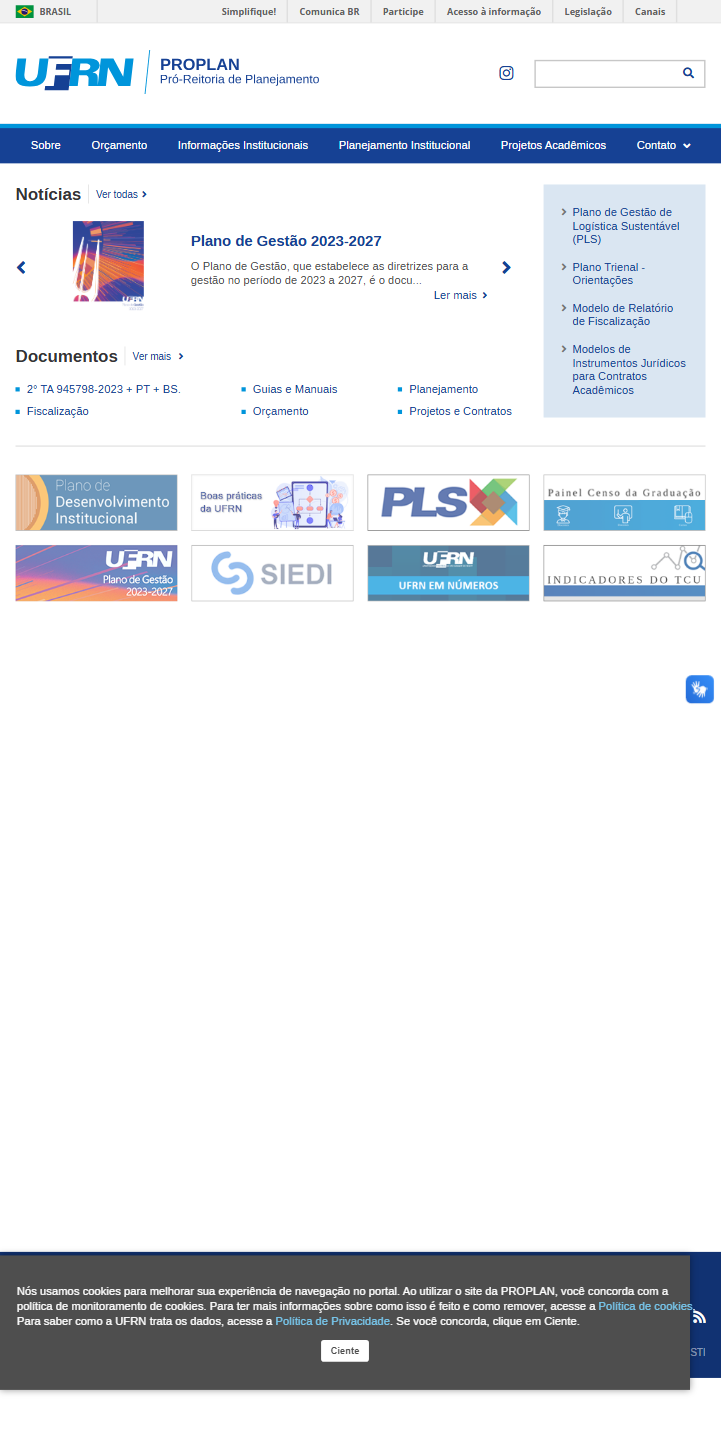 BRASIL
Simplifique!
Comunica BR
Participe
Acesso à informação
Legislação
Canais
UFRN
PROPLAN
Pró-Reitoria de Planejamento
Sobre
Orçamento
Informações Institucionais
Planejamento Institucional
Projetos Acadêmicos
Contato
Notícias
Ver todas
Plano de Gestão 2023-2027
O Plano de Gestão, que estabelece as diretrizes para a
gestão no período de 2023 a 2027, é o docu...
Ler mais
Plano de Gestão de
Logística Sustentável
(PLS)
Plano Trienal -
Orientações
Modelo de Relatório
de Fiscalização
Modelos de
Instrumentos Jurídicos
para Contratos
Acadêmicos
Documentos
Ver mais
2° TA 945798-2023 + PT + BS.
Guias e Manuais
Planejamento
Fiscalização
Orçamento
Projetos e Contratos
Plano de
Desenvolvimento
Institucional
Boas práticas
da UFRN
PLS
Painel Censo da Graduação
UFRN
Plano de Gestão
2023-2027
SIEDI
UFRN
UFRN EM NÚMEROS
INDICADORES DO TCU
Nós usamos cookies para melhorar sua experiência de navegação no portal. Ao utilizar o site da PROPLAN, você concorda com a
política de monitoramento de cookies. Para ter mais informações sobre como isso é feito e como remover, acesse a Política de cookies.
Para saber como a UFRN trata os dados, acesse a Política de Privacidade. Se você concorda, clique em Ciente.
Ciente
STI